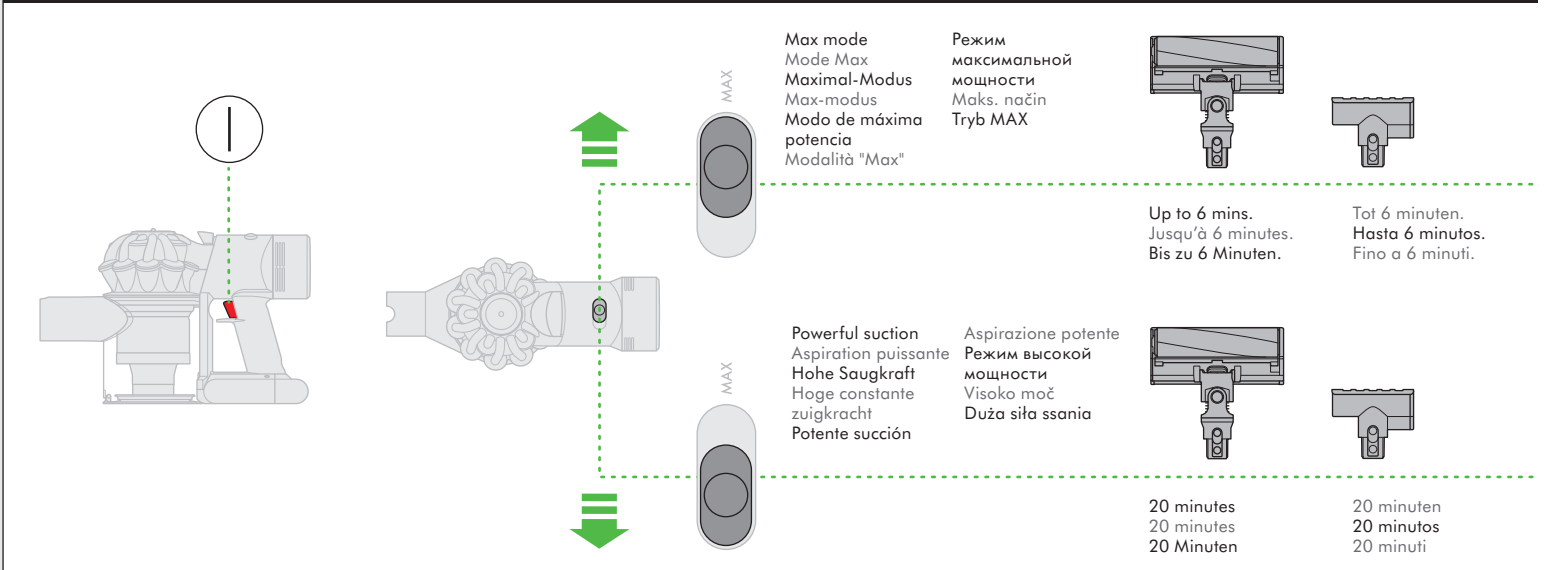 MAX
Max mode
Mode Max
Maximal-Modus
Max-modus
Modo de máxima
potencia
Modalità "Max"
Режим
максимальной
мощности
Maks. način
Tryb MAX
Up to 6 mins.
Jusqu’à 6 minutes.
Bis zu 6 Minuten.
Tot 6 minuten.
Hasta 6 minutos.
Fino a 6 minuti.
MAX
Powerful suction
Aspiration puissante
Hohe Saugkraft
Hoge constante
zuigkracht
Potente succión
Aspirazione potente
Режим высокой
мощности
Visoko moč
Duża siła ssania
20 minutes
20 minutes
20 Minuten
20 minuten
20 minutos
20 minuti